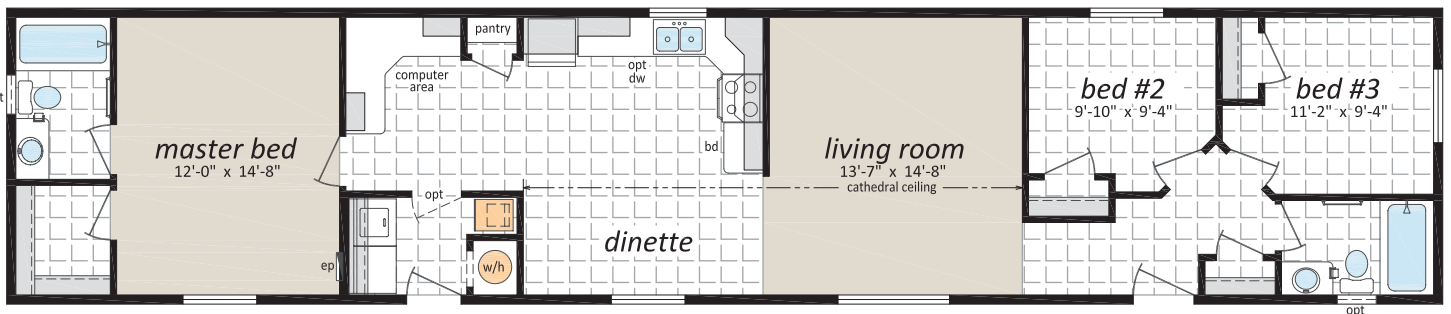 pantry
computer
area
opt
dw
bd
master bed
12'-0" x 14'-8"
living room
13'-7" x 14'-8"
cathedral ceiling
bed #2
9'-10" x 9'-4"
bed #3
11'-2" x 9'-4"
opt
dinette
ep
w/h
opt